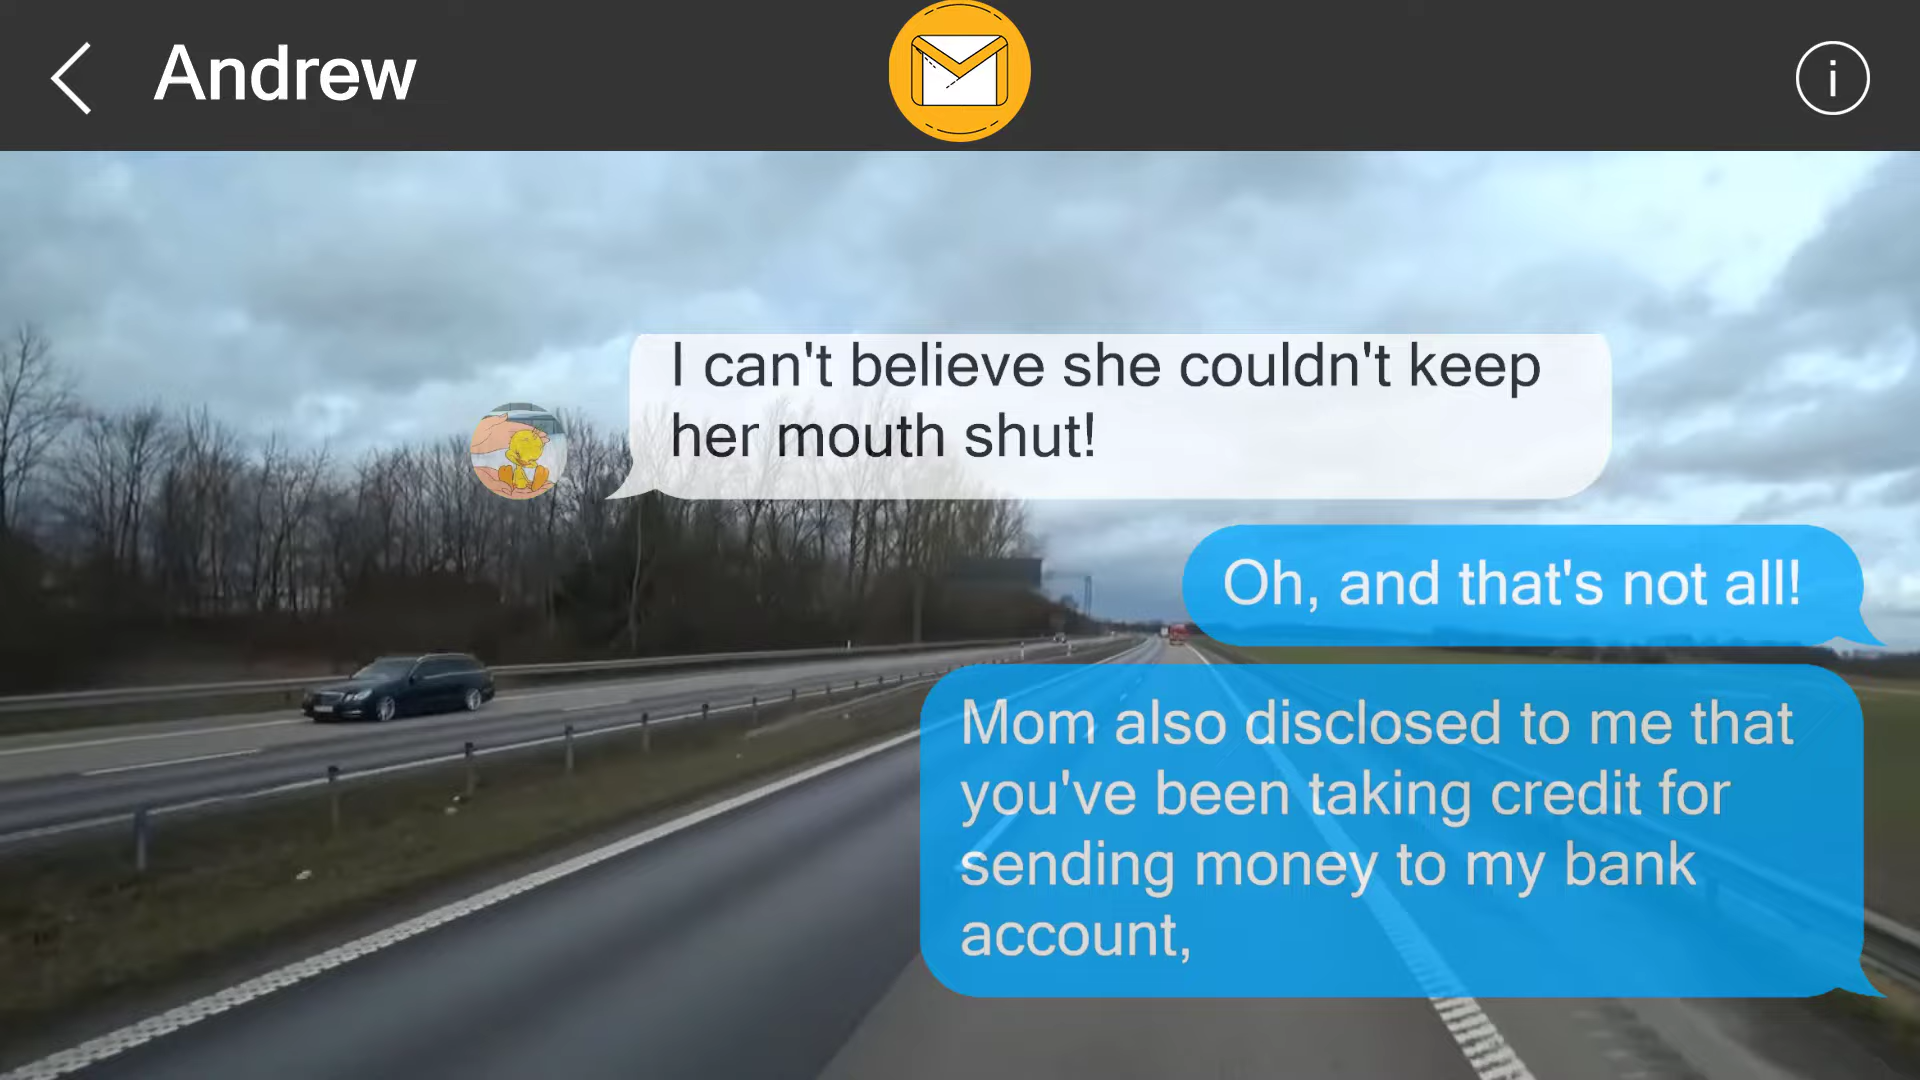 Andrew
i
I can't believe she couldn't keep
her mouth shut!
Oh, and that's not all!
Mom also disclosed to me that
you've been taking credit for
sending money to my bank
account,